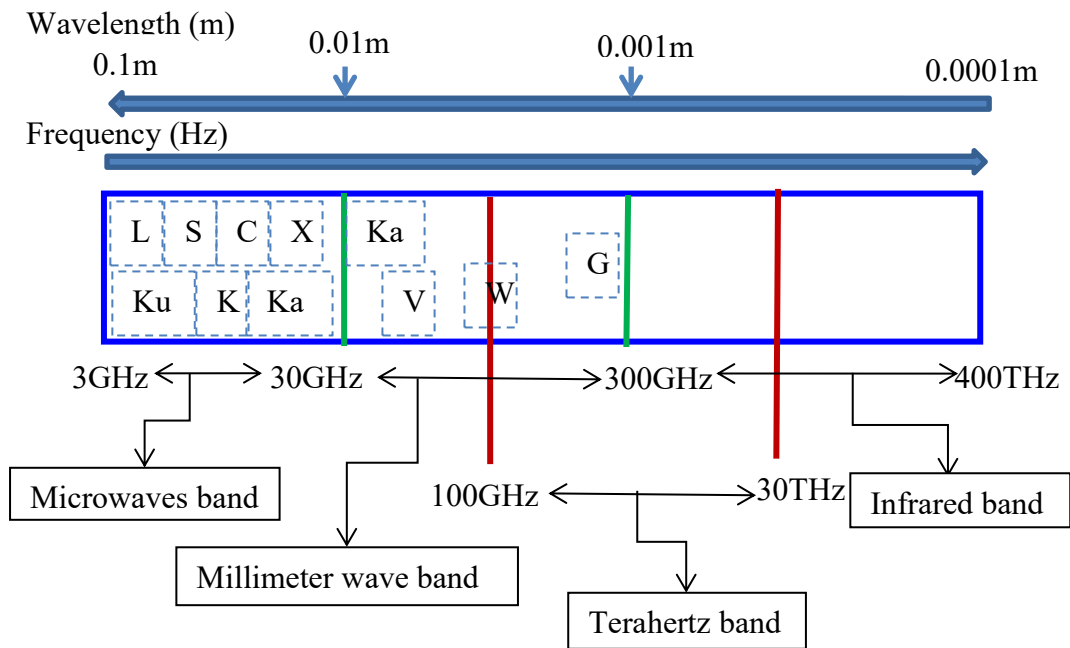 Wavelength (m)
0.1m 0.01m 0.001m 0.0001m
Frequency (Hz)
L S C X Ka
G
Ku K Ka V W
3GHz 30GHz 300GHz 400THz
Microwaves band 100GHz 30THz Infrared band
Millimeter wave band
Terahertz band